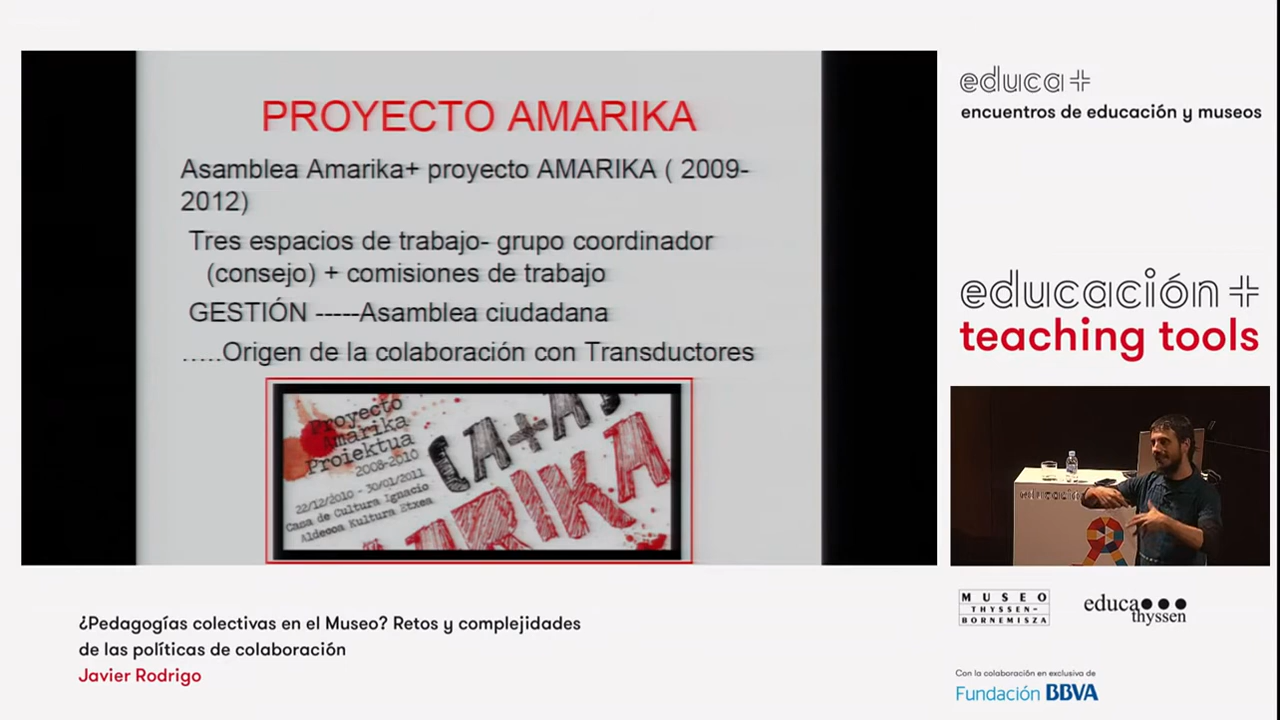 PROYECTO AMARIKA
Asamblea Amarika+ proyecto AMARIKA ( 2009-
2012)
Tres espacios de trabajo- grupo coordinador
(consejo) + comisiones de trabajo
GESTIÓN -----Asamblea ciudadana
.....Origen de la colaboración con Transductores
Proyecto
Amarika
Proiektua
2008-2010
22/12/2010 - 30/01/2011
Casa de Cultura Ignacio
Aldecoa Kultura Etxea
educa+
encuentros de educación y museos
educación+
teaching tools
MUSEO
THYSSEN-
BORNEMISZA
educa
thyssen
¿Pedagogías colectivas en el Museo? Retos y complejidades
de las políticas de colaboración
Javier Rodrigo
Con la colaboración en exclusiva de
Fundación BBVA